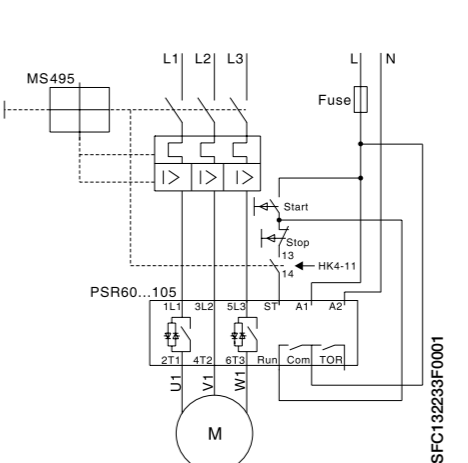 L1 L2 L3 L N
MS495
Fuse
I> I> I>
Start
Stop
13
HK4-11
14
PSR60...105
1L1 3L2 5L3 ST A1 A2
2T1 4T2 6T3 Run Com TOR
U1 V1 W1
M
SFC132233F0001